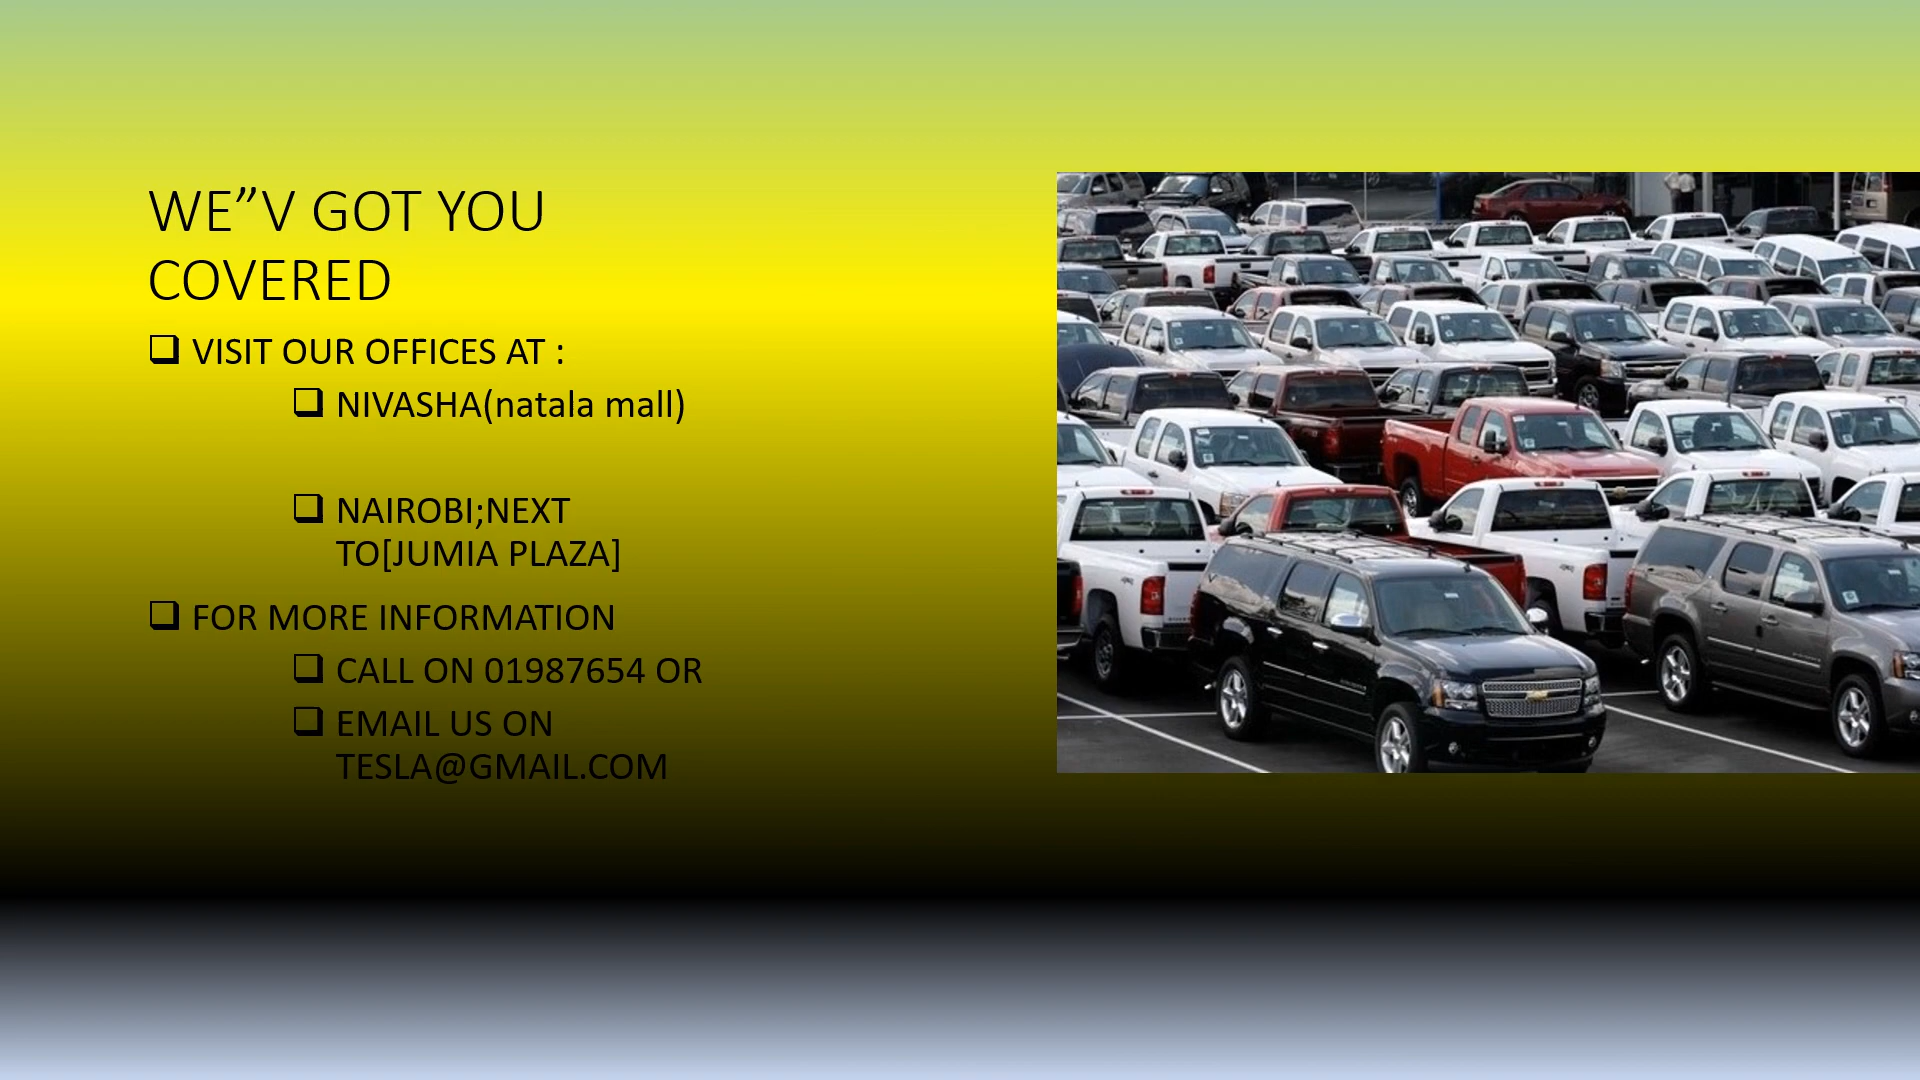 WE”V GOT YOU
COVERED
VISIT OUR OFFICES AT :
NIVASHA(natala mall)
NAIROBI;NEXT
TO[JUMIA PLAZA]
FOR MORE INFORMATION
CALL ON 01987654 OR
EMAIL US ON
TESLA@GMAIL.COM